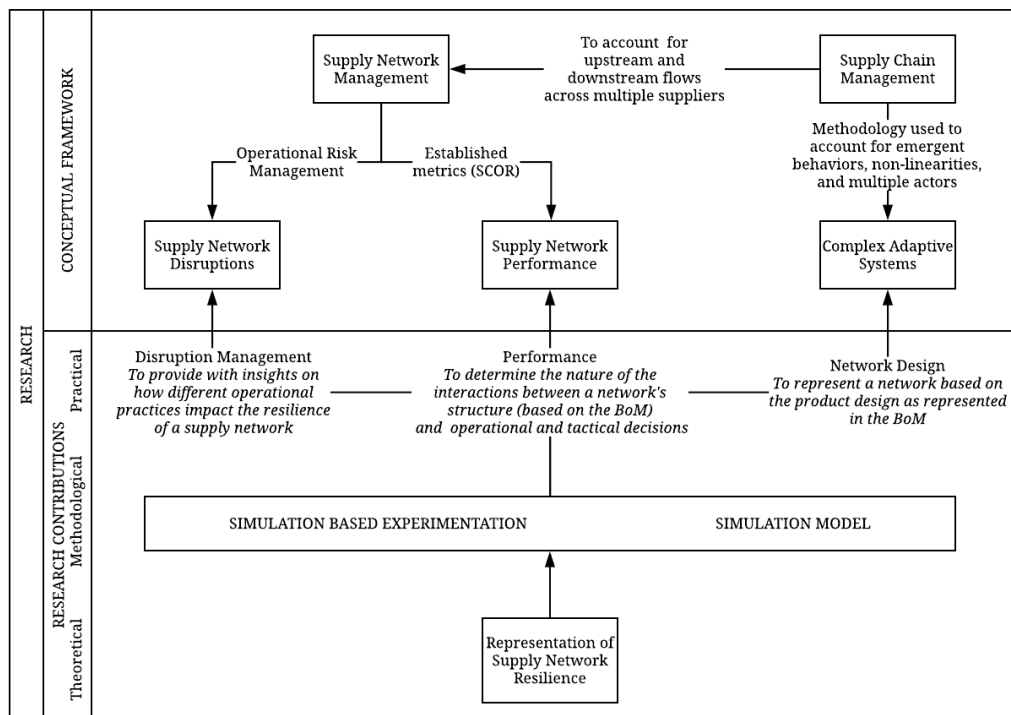 RESEARCH
CONCEPTUAL FRAMEWORK
Supply Network
Management
To account for
upstream and
downstream flows
across multiple suppliers
Supply Chain
Management
Operational Risk
Management
Established
metrics (SCOR)
Methodology used to
account for emergent
behaviors, non-linearities,
and multiple actors
Supply Network
Disruptions
Supply Network
Performance
Complex Adaptive
Systems
RESEARCH CONTRIBUTIONS
Practical
Disruption Management
To provide with insights on
how different operational
practices impact the resilience
of a supply network
Performance
To determine the nature of the
interactions between a network's
structure (based on the BoM)
and operational and tactical decisions
Network Design
To represent a network based on
the product design as represented
in the BoM
Methodological
SIMULATION BASED EXPERIMENTATION
SIMULATION MODEL
Theoretical
Representation of
Supply Network
Resilience